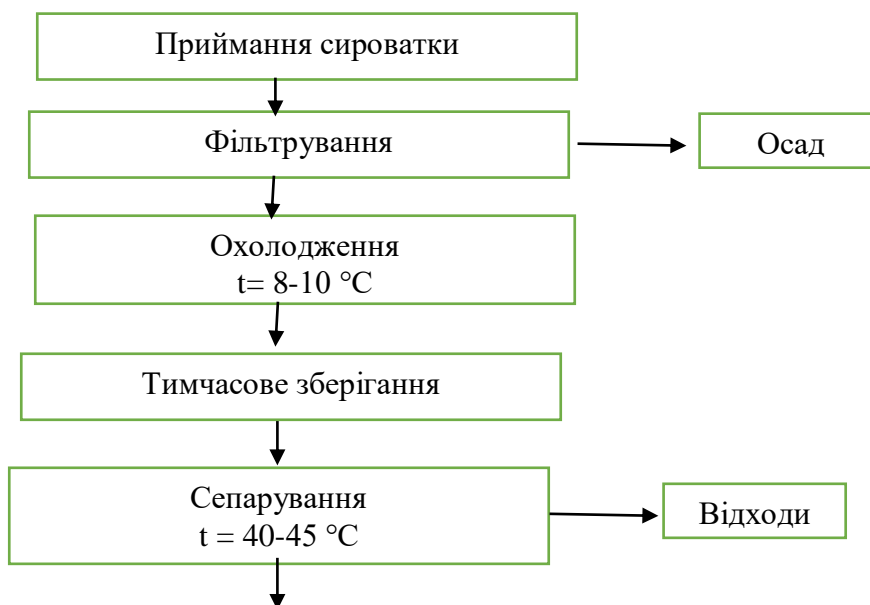 Приймання сироватки
Фільтрування
Осад
Охолодження
t= 8-10 °C
Тимчасове зберігання
Сепарування
t = 40-45 °C
Відходи